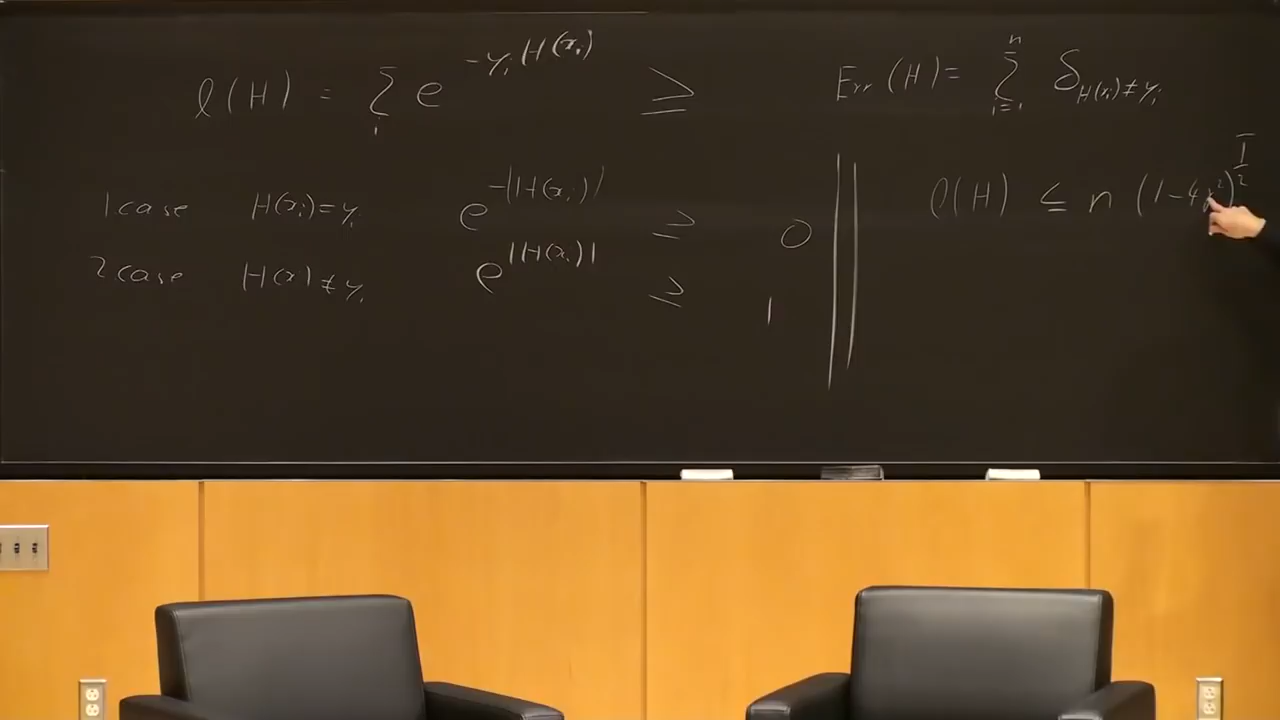 ℓ(H) = Σ_i e^{-y_i H(x_i)} ≥ Err(H) = Σ_{i=1}^{n} δ_{H(x_i)≠y_i}
1.case H(x_i)=y_i e^{-|H(x_i)|} ≥ 0
2 case H(x)≠y_i e^{|H(x_i)|} ≥ 1
ℓ(H) ≤ n (1-4γ²)^{T/2}